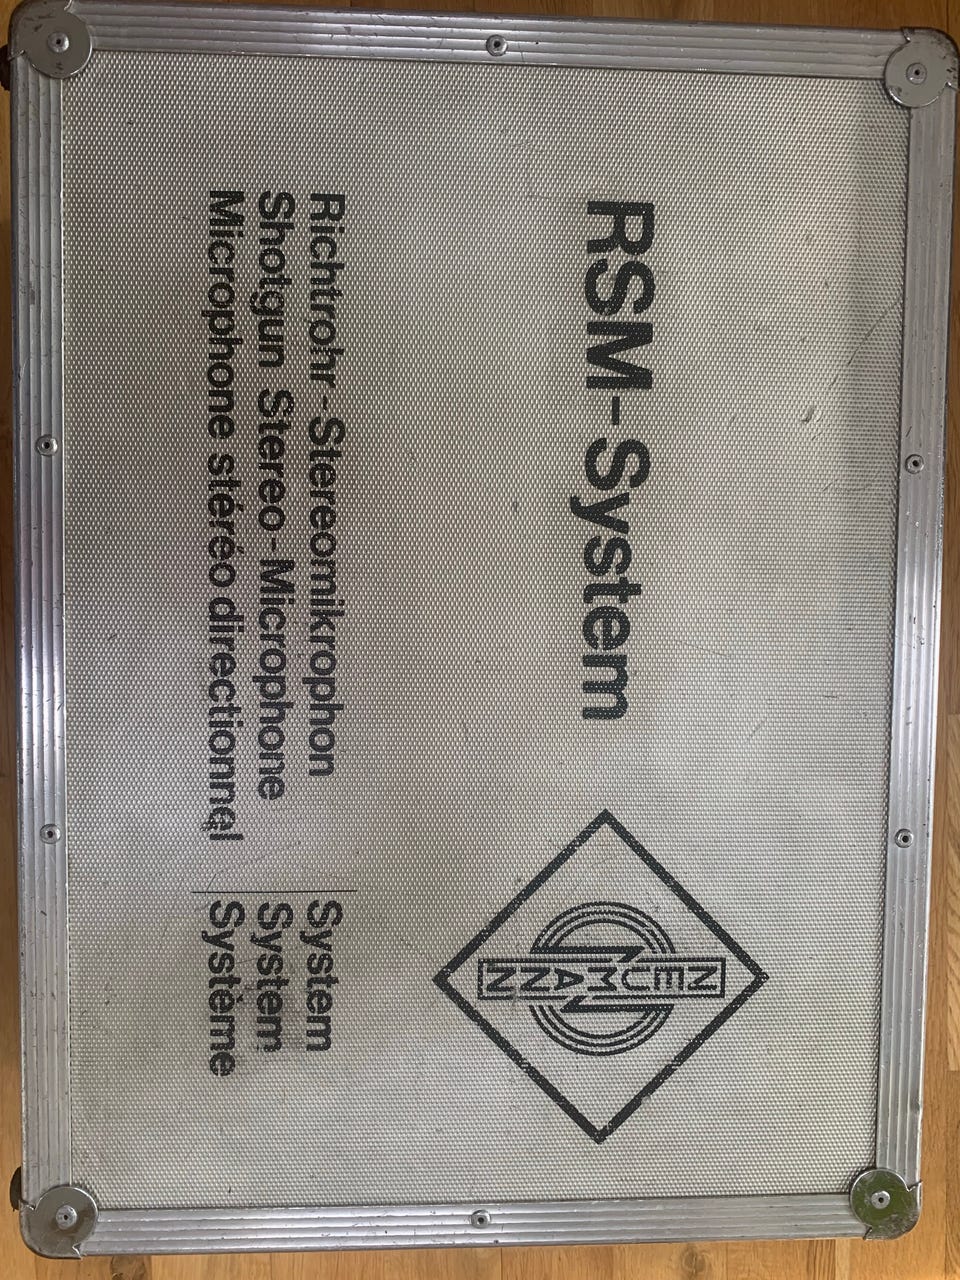 RSM-System
NEUMANN
Richtrohr-Stereomikrophon System
Shotgun Stereo-Microphone System
Microphone stéréo directionnel Système